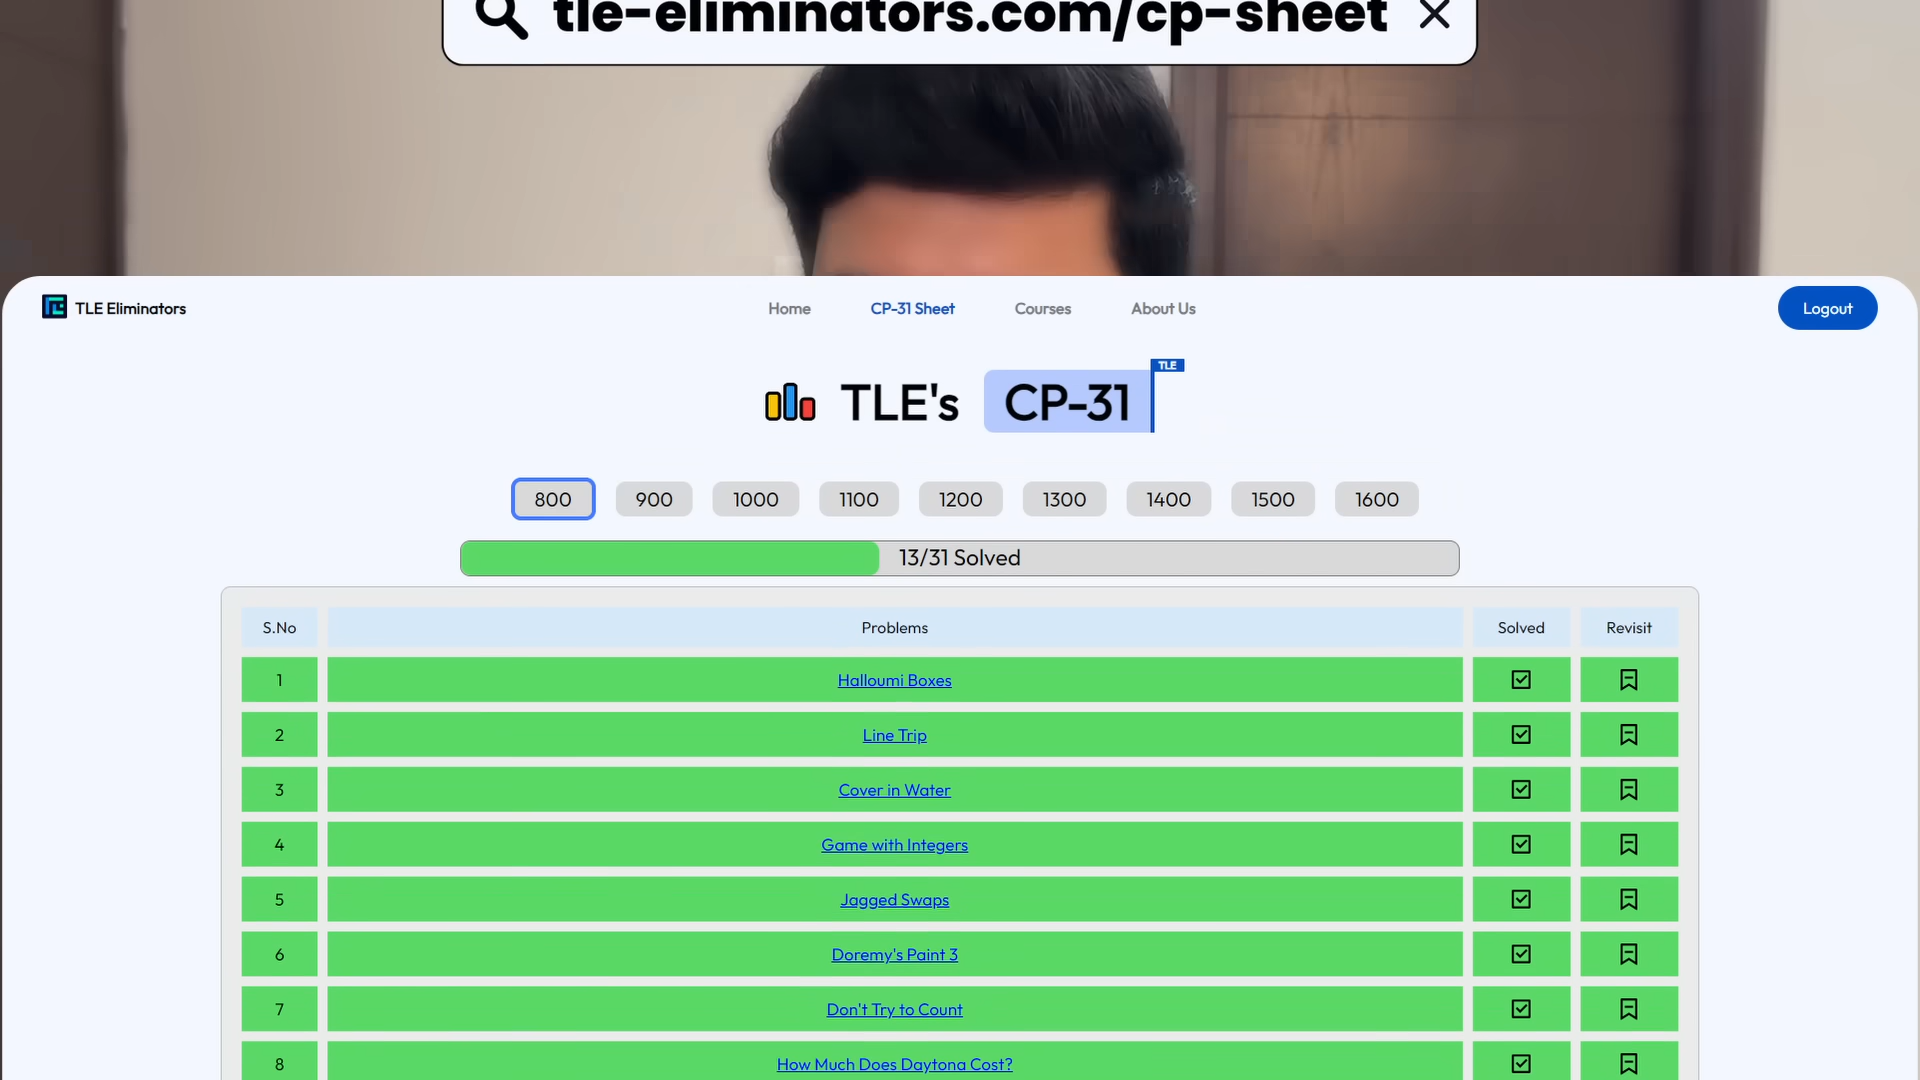 tle-eliminators.com/cp-sheet
TLE Eliminators
Home
CP-31 Sheet
Courses
About Us
Logout
TLE
TLE's CP-31
800 900 1000 1100 1200 1300 1400 1500 1600
13/31 Solved
S.No Problems Solved Revisit
1 Halloumi Boxes
2 Line Trip
3 Cover in Water
4 Game with Integers
5 Jagged Swaps
6 Doremy's Paint 3
7 Don't Try to Count
8 How Much Does Daytona Cost?